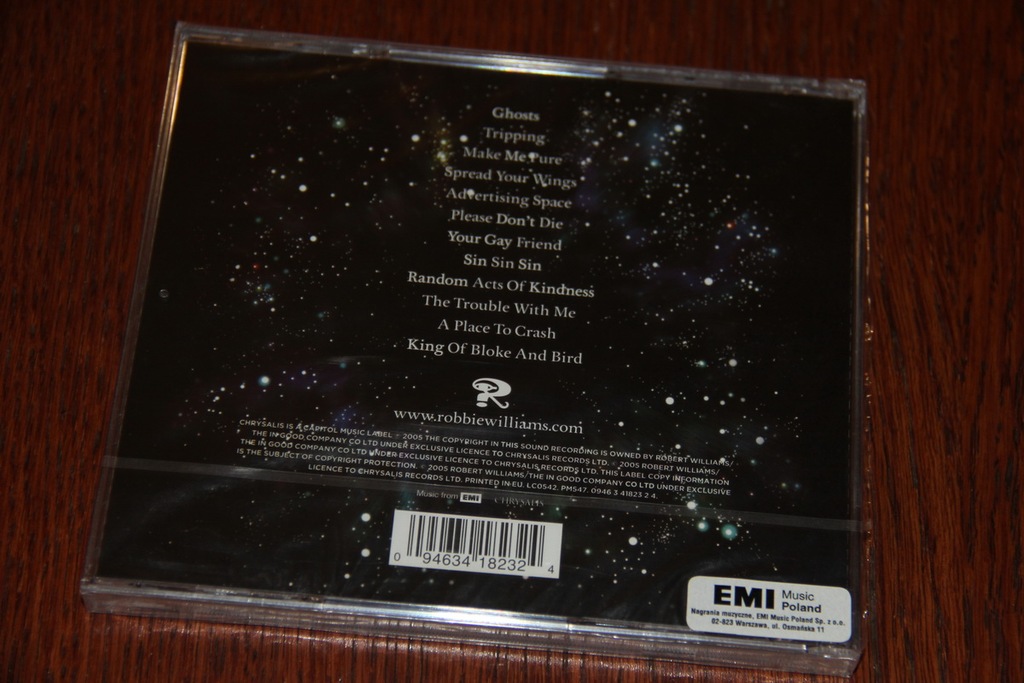 Ghosts
Tripping
Make Me Pure
Spread Your Wings
Advertising Space
Please Don't Die
Your Gay Friend
Sin Sin Sin
Random Acts Of Kindness
The Trouble With Me
A Place To Crash
King Of Bloke And Bird
www.robbiewilliams.com
CHRYSALIS IS A CAPITOL MUSIC LABEL ℗ 2005 THE COPYRIGHT IN THIS SOUND RECORDING IS OWNED BY ROBERT WILLIAMS/
THE IN GOOD COMPANY CO LTD UNDER EXCLUSIVE LICENCE TO CHRYSALIS RECORDS LTD. © 2005 ROBERT WILLIAMS/
THE IN GOOD COMPANY CO LTD UNDER EXCLUSIVE LICENCE TO CHRYSALIS RECORDS LTD. THIS LABEL COPY INFORMATION
IS THE SUBJECT OF COPYRIGHT PROTECTION. © 2005 ROBERT WILLIAMS/THE IN GOOD COMPANY CO LTD UNDER EXCLUSIVE
LICENCE TO CHRYSALIS RECORDS LTD. PRINTED IN EU. LC0542. PM547. 0946 3 41823 2 4.
Music from EMI CHRYSALIS
0 94634 18232 4
EMI Music Poland
Nagrania muzyczne, EMI Music Poland Sp. z o.o.
02-823 Warszawa, ul. Osmańska 11